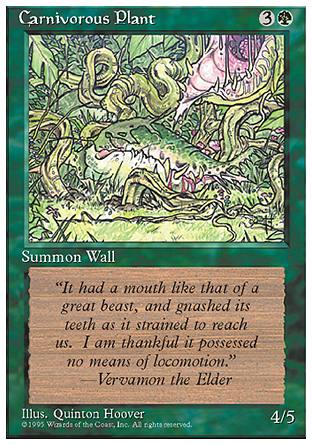 Carnivorous Plant 3
Summon Wall
“It had a mouth like that of a
great beast, and gnashed its
teeth as it strained to reach
us. I am thankful it possessed
no means of locomotion.”
—Vervamon the Elder
Illus. Quinton Hoover
©1995 Wizards of the Coast, Inc. All rights reserved.
4/5